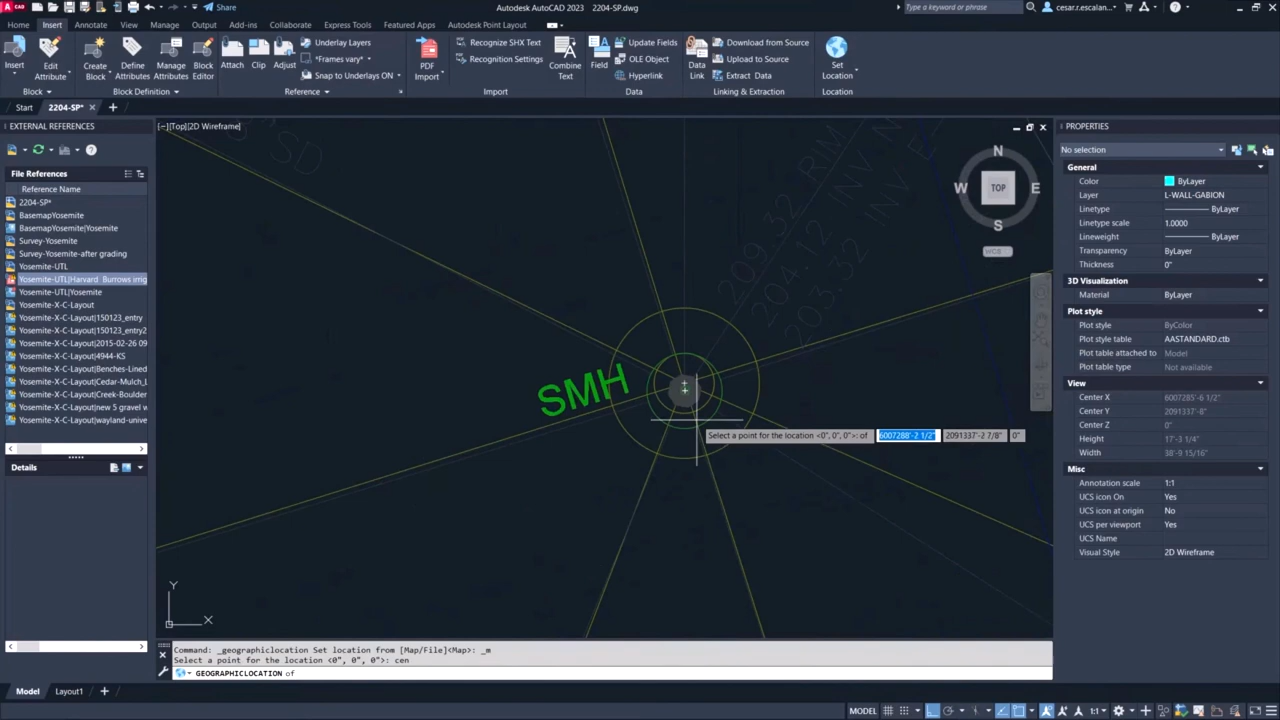 CAD
Share
Autodesk AutoCAD 2023 2204-SP.dwg
Type a keyword or phrase
cesar.r.escalan...
Home Insert Annotate View Manage Output Add-ins Collaborate Express Tools Featured Apps Autodesk Point Layout
Insert
Edit Attribute
Block
Create Block
Define Attributes
Manage Attributes
Block Editor
Block Definition
Attach
Clip
Adjust
Underlay Layers
*Frames vary*
Snap to Underlays ON
Reference
PDF Import
Recognize SHX Text
Recognition Settings
Combine Text
Import
Field
Update Fields
OLE Object
Hyperlink
Data
Data Link
Download from Source
Upload to Source
Extract Data
Linking & Extraction
Set Location
Location
Start 2204-SP*
EXTERNAL REFERENCES
File References
Reference Name
2204-SP*
BasemapYosemite
BasemapYosemite|Yosemite
Survey-Yosemite
Survey-Yosemite-after grading
Yosemite-UTL
Yosemite-UTL|Harvard Burrows irrig
Yosemite-UTL|Yosemite
Yosemite-X-C-Layout
Yosemite-X-C-Layout|150123_entry
Yosemite-X-C-Layout|150123_entry2
Yosemite-X-C-Layout|2015-02-26 09
Yosemite-X-C-Layout|4944-KS
Yosemite-X-C-Layout|Benches-Lined
Yosemite-X-C-Layout|Cedar-Mulch_L
Yosemite-X-C-Layout|Creek-Boulder
Yosemite-X-C-Layout|new 5 gravel w
Yosemite-X-C-Layout|wayland-unive
Details
[−][Top][2D Wireframe]
SD
SMH
N
W TOP E
S
Select a point for the location <0", 0", 0">: of 6007288'-2 1/2" 2091337'-2 7/8" 0"
Y
X
Command: _geographiclocation Set location from [Map/File]<Map>: _m
Select a point for the location <0", 0", 0">: cen
GEOGRAPHICLOCATION of
PROPERTIES
No selection
General
Color ByLayer
Layer L-WALL-GABION
Linetype ByLayer
Linetype scale 1.0000
Lineweight ByLayer
Transparency ByLayer
Thickness 0"
3D Visualization
Material ByLayer
Plot style
Plot style ByColor
Plot style table AASTANDARD.ctb
Plot table attached to Model
Plot table type Not available
View
Center X 6007285'-6 1/2"
Center Y 2091337'-8"
Center Z 0"
Height 17'-3 1/4"
Width 38'-9 15/16"
Misc
Annotation scale 1:1
UCS icon On Yes
UCS icon at origin No
UCS per viewport Yes
UCS Name
Visual Style 2D Wireframe
Model Layout1
MODEL
1:1